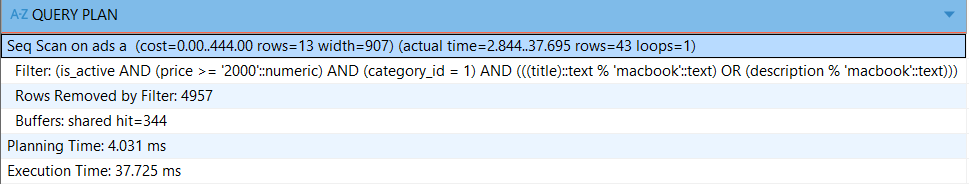 A-Z QUERY PLAN
Seq Scan on ads a (cost=0.00..444.00 rows=13 width=907) (actual time=2.844..37.695 rows=43 loops=1)
Filter: (is_active AND (price >= '2000'::numeric) AND (category_id = 1) AND (((title)::text % 'macbook'::text) OR (description % 'macbook'::text)))
Rows Removed by Filter: 4957
Buffers: shared hit=344
Planning Time: 4.031 ms
Execution Time: 37.725 ms